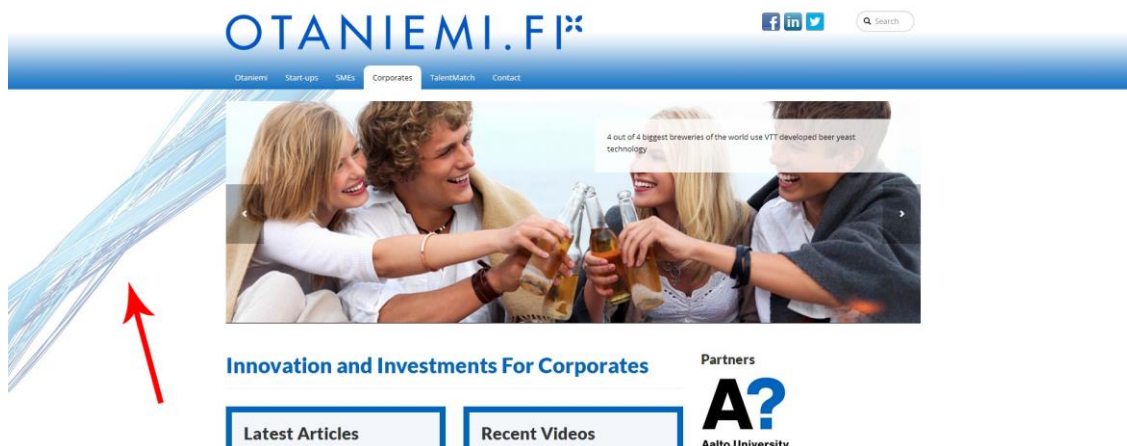 OTANIEMI.FI
Search
Otaniemi Start-ups SMEs Corporates TalentMatch Contact
4 out of 4 biggest breweries of the world use VTT developed beer yeast
technology
Innovation and Investments For Corporates
Partners
A?
Aalto University
Latest Articles
Recent Videos